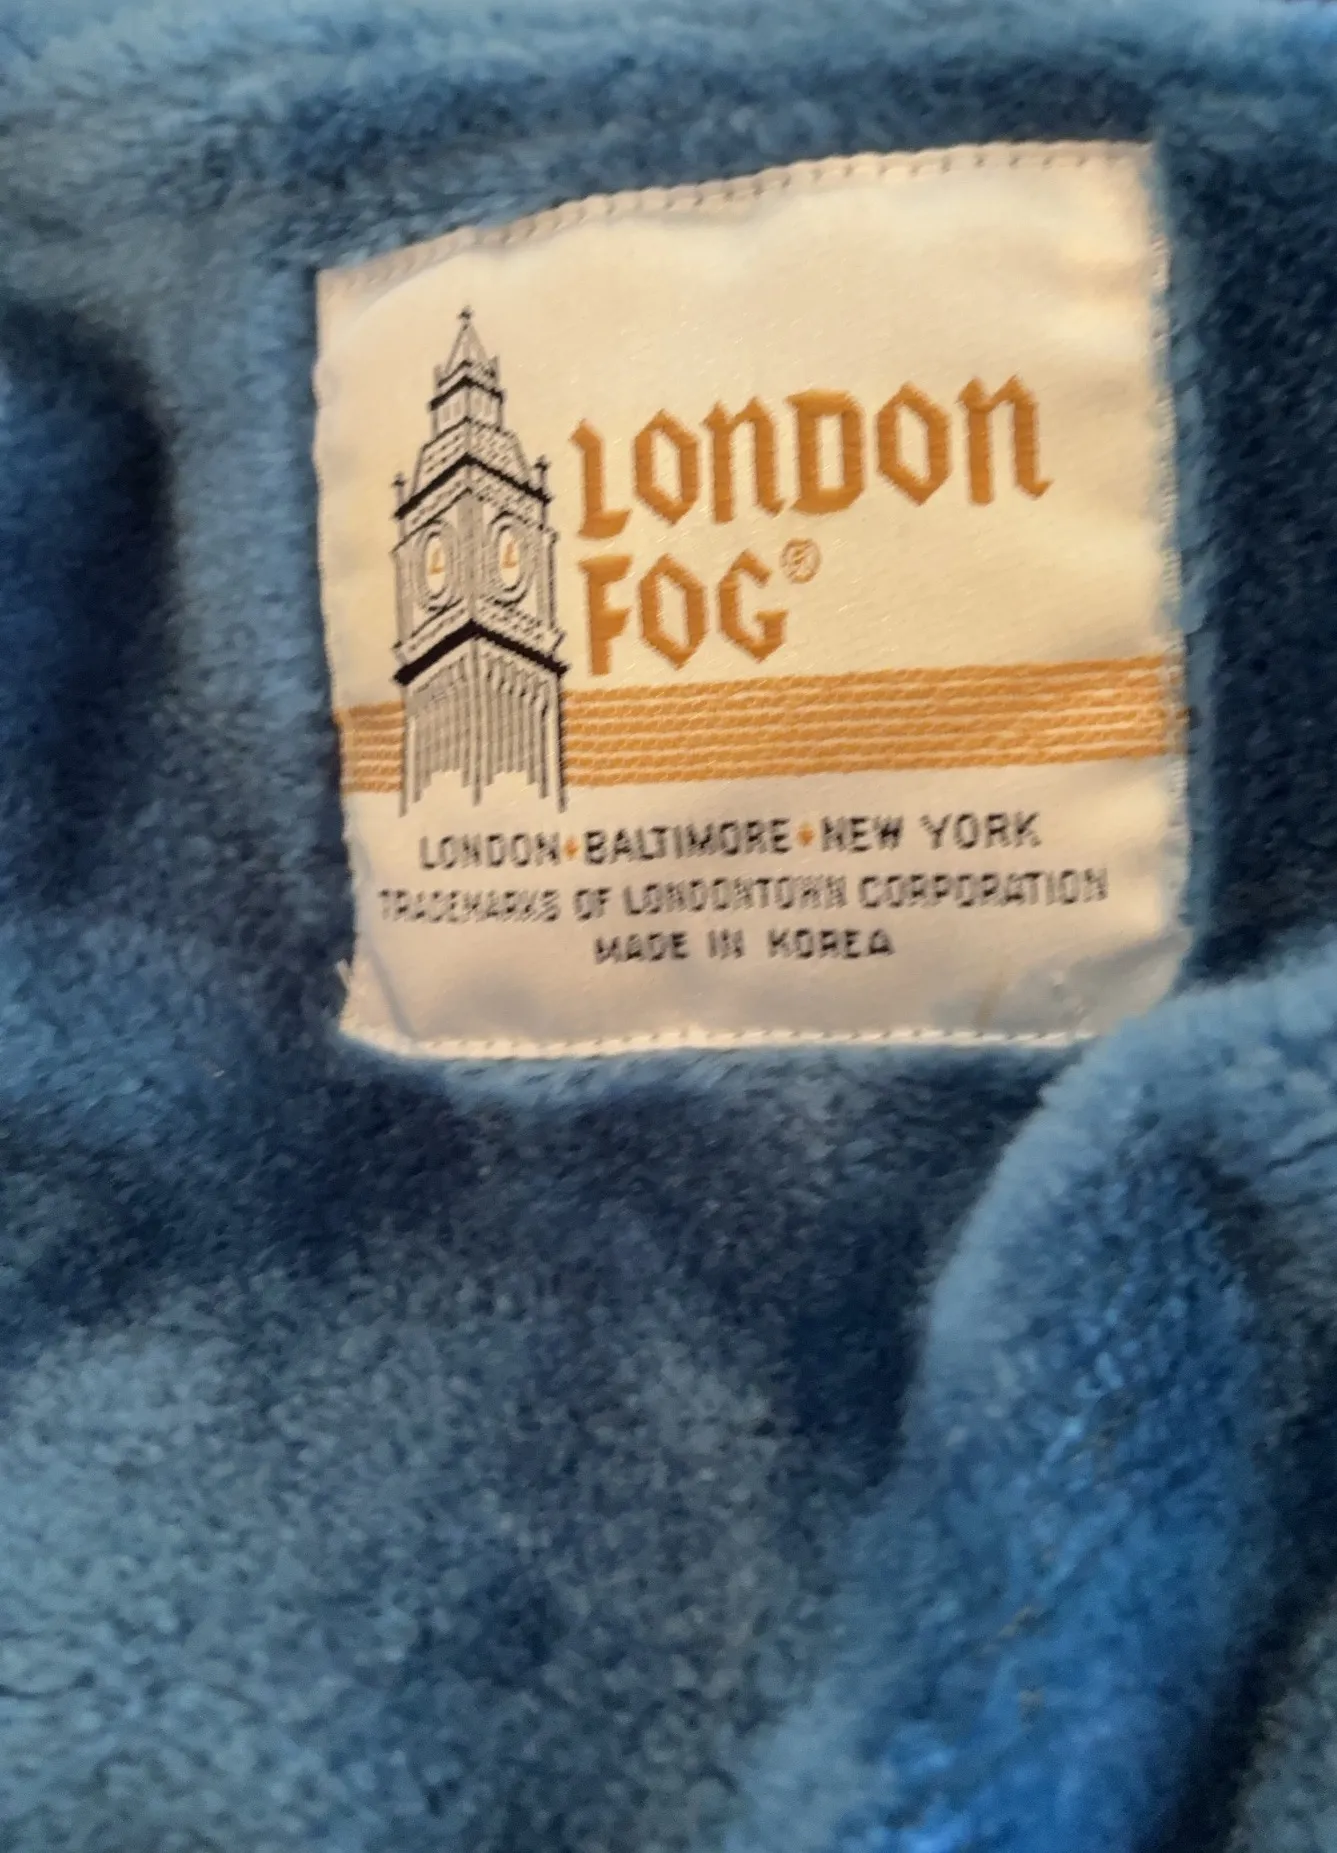 LONDON
FOG®
LONDON♦BALTIMORE♦NEW YORK
TRADEMARKS OF LONDONTOWN CORPORATION
MADE IN KOREA